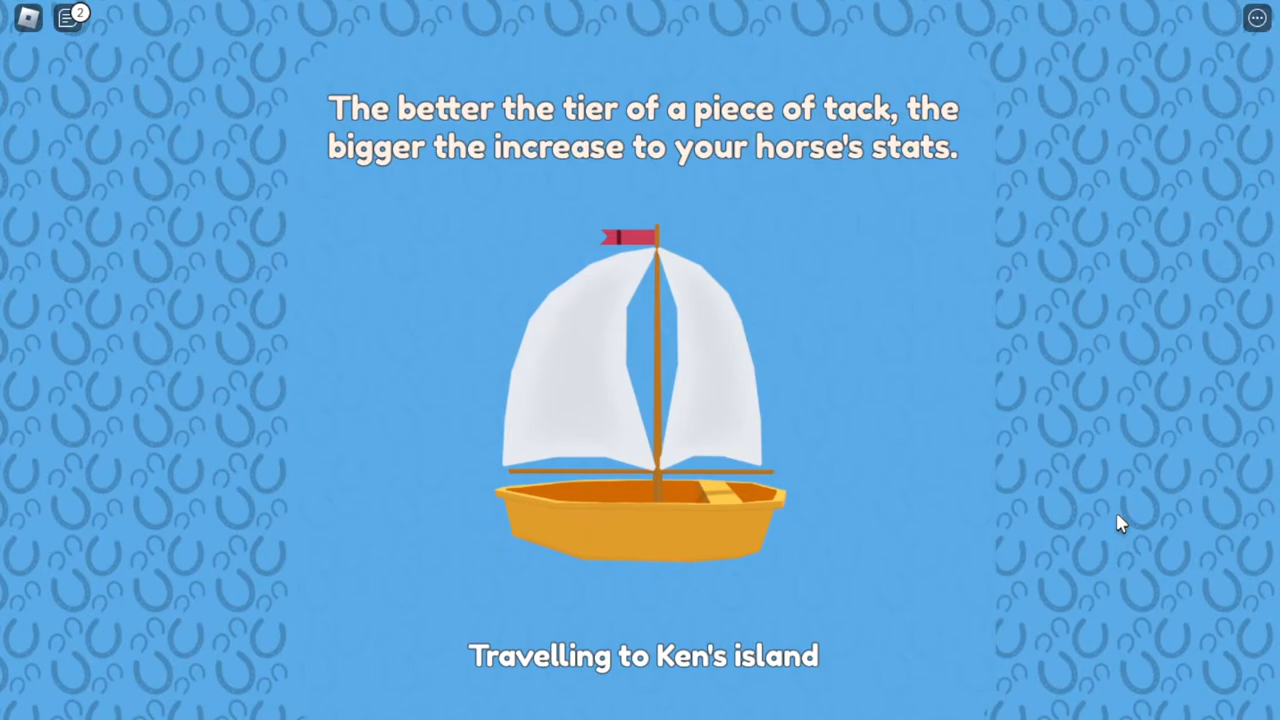 2
The better the tier of a piece of tack, the
bigger the increase to your horse's stats.
Travelling to Ken's island